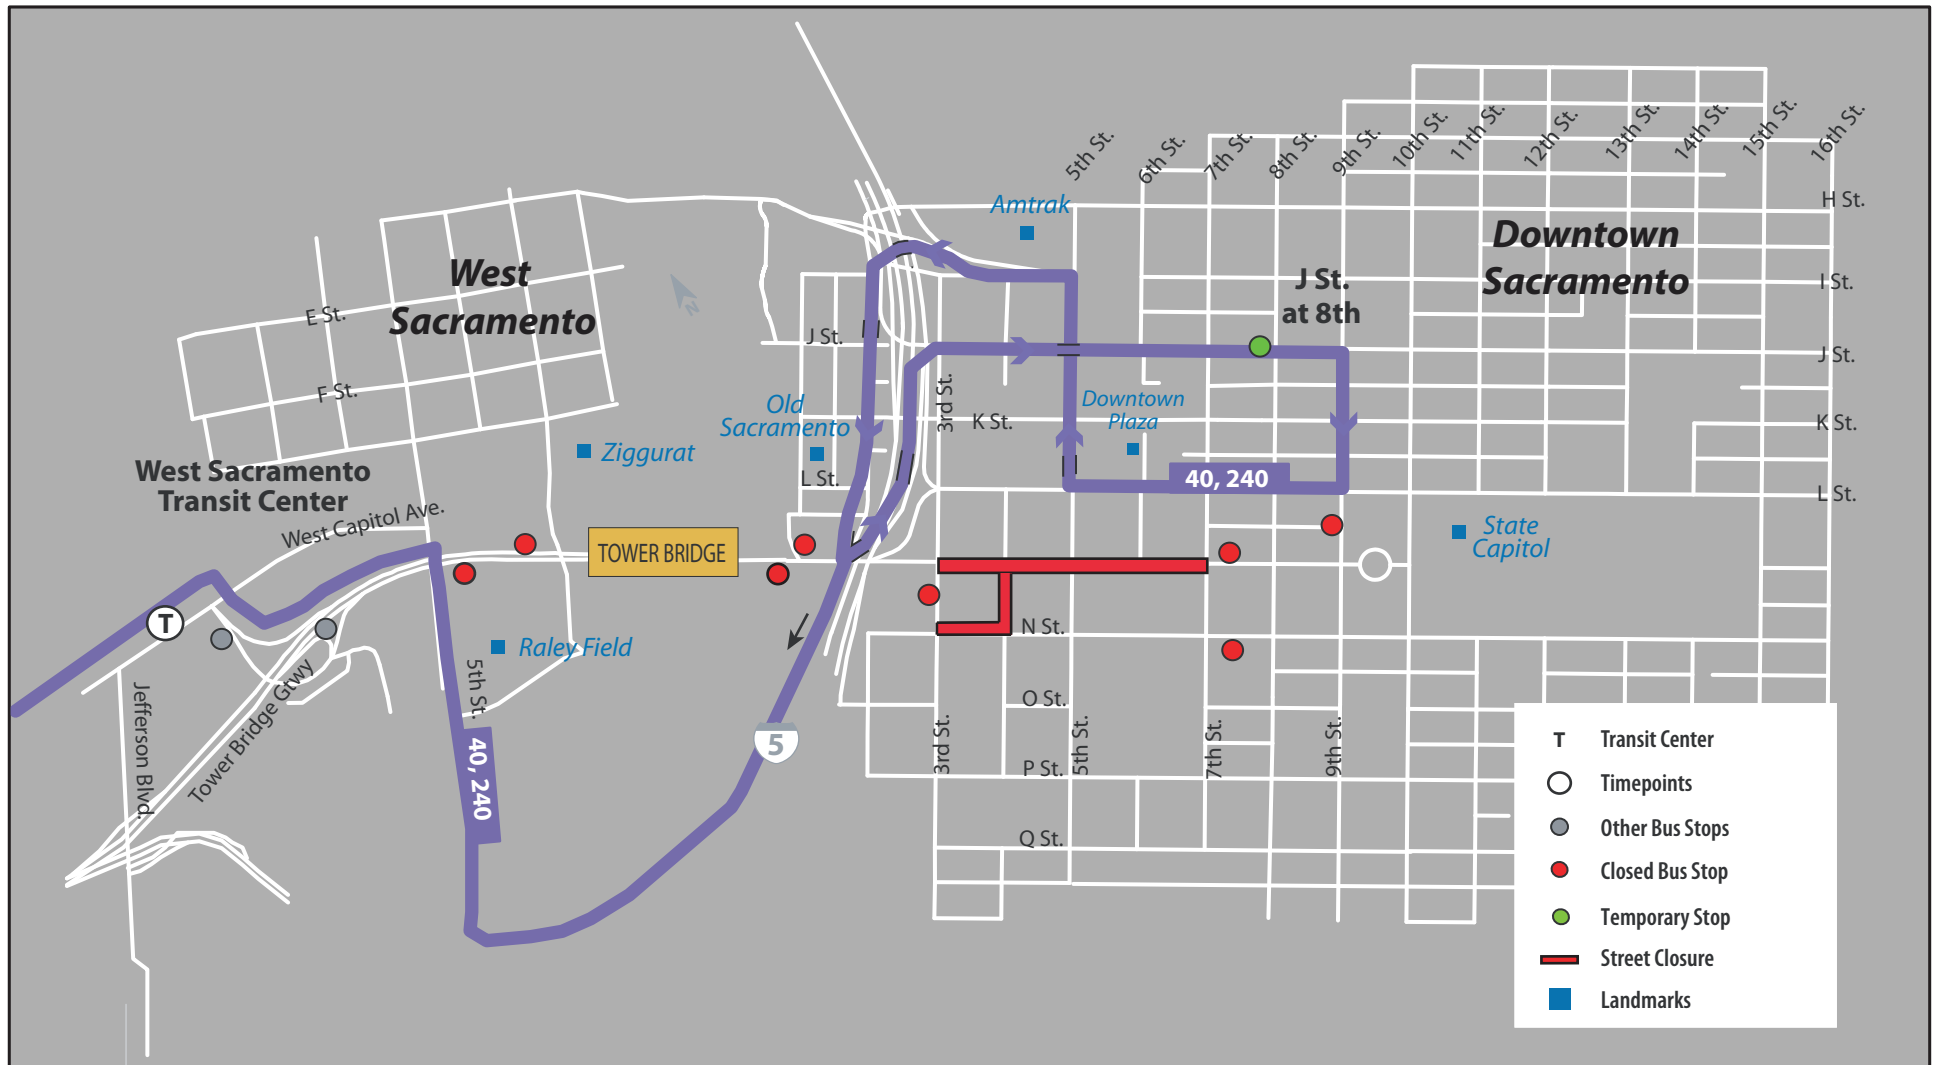 5th St.
6th St.
7th St.
8th St.
9th St.
10th St.
11th St.
12th St.
13th St.
14th St.
15th St.
16th St.
Amtrak
H St.
West
Sacramento
Downtown
Sacramento
N
J St.
at 8th
I St.
E St.
J St.
J St.
F St.
3rd St.
Old
Sacramento
Downtown
Plaza
K St.
K St.
Ziggurat
West Sacramento
Transit Center
L St.
40, 240
L St.
West Capitol Ave.
TOWER BRIDGE
State
Capitol
T
Raley Field
N St.
5th St.
Jefferson Blvd.
Tower Bridge Gtwy
O St.
40, 240
5
3rd St.
5th St.
7th St.
9th St.
P St.
Q St.
T Transit Center
Timepoints
Other Bus Stops
Closed Bus Stop
Temporary Stop
Street Closure
Landmarks